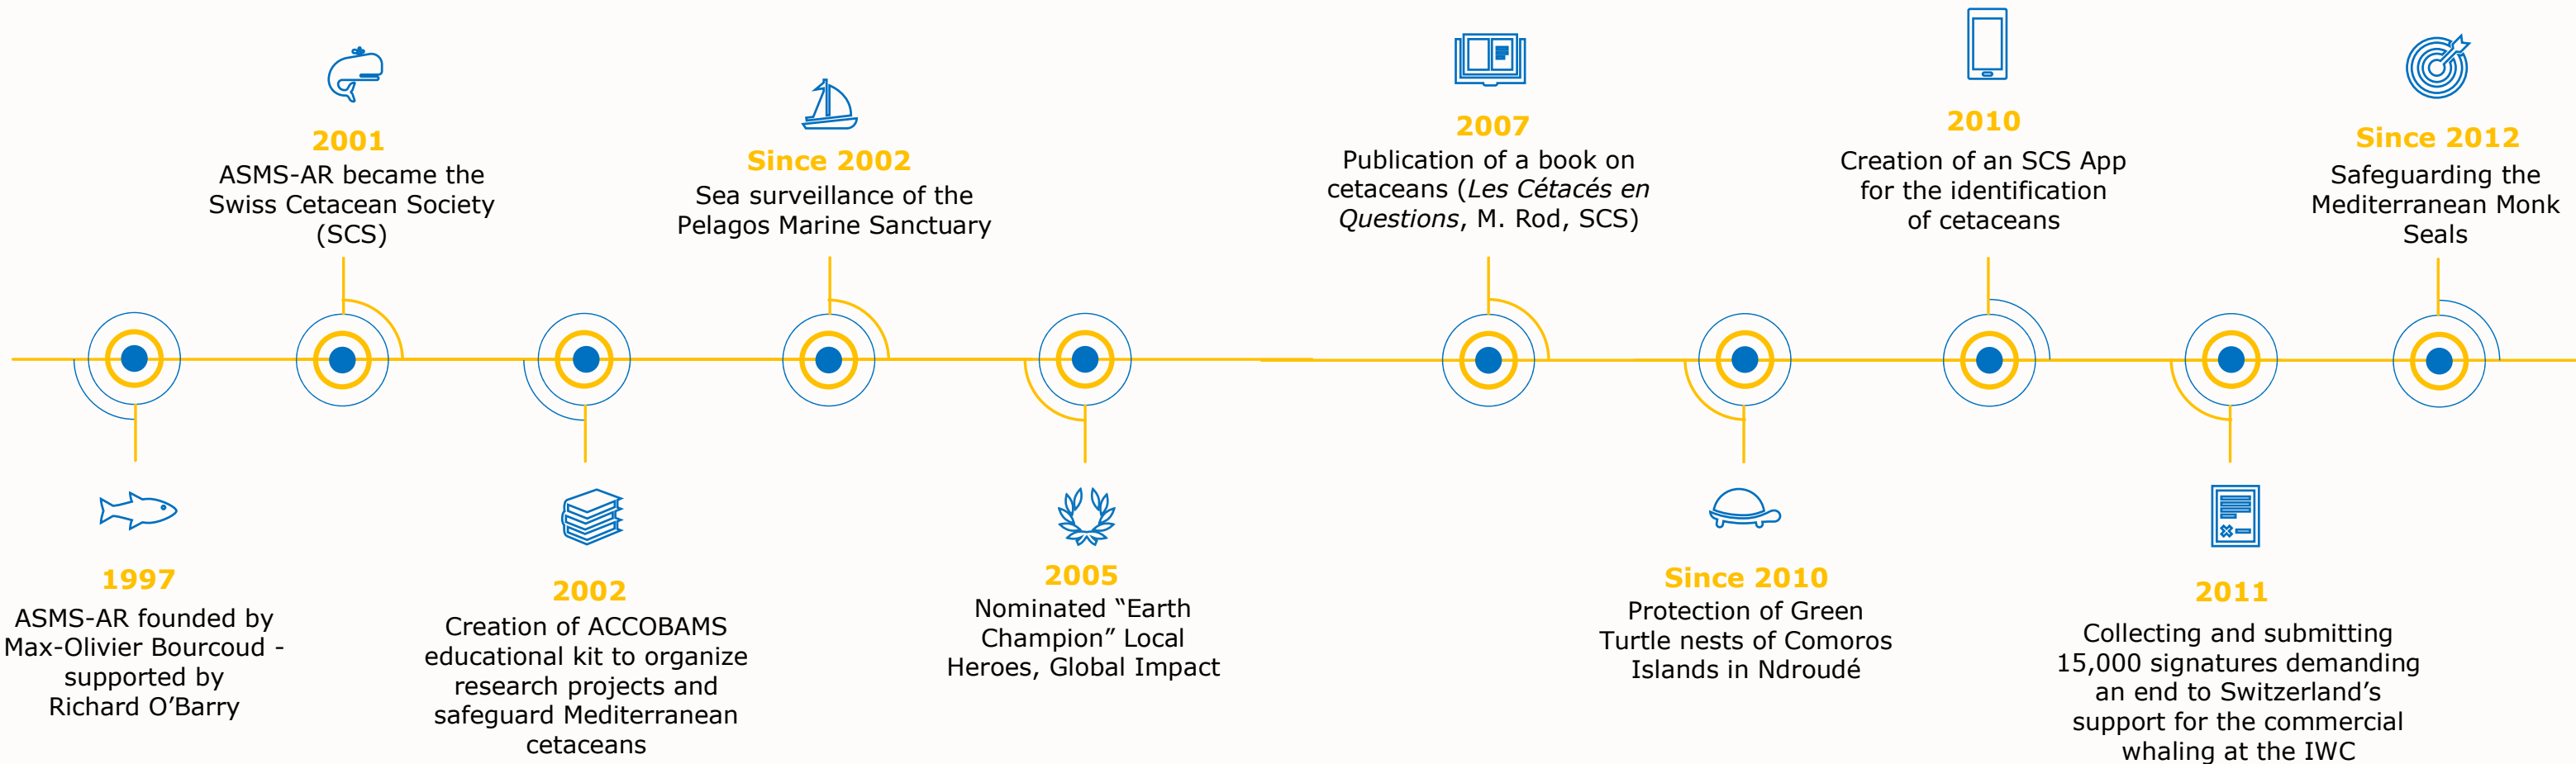 1997
ASMS-AR founded by
Max-Olivier Bourcoud -
supported by
Richard O’Barry
2001
ASMS-AR became the
Swiss Cetacean Society
(SCS)
2002
Creation of ACCOBAMS
educational kit to organize
research projects and
safeguard Mediterranean
cetaceans
Since 2002
Sea surveillance of the
Pelagos Marine Sanctuary
2005
Nominated “Earth
Champion” Local
Heroes, Global Impact
2007
Publication of a book on
cetaceans (Les Cétacés en
Questions, M. Rod, SCS)
Since 2010
Protection of Green
Turtle nests of Comoros
Islands in Ndroudé
2010
Creation of an SCS App
for the identification
of cetaceans
2011
Collecting and submitting
15,000 signatures demanding
an end to Switzerland’s
support for the commercial
whaling at the IWC
Since 2012
Safeguarding the
Mediterranean Monk
Seals